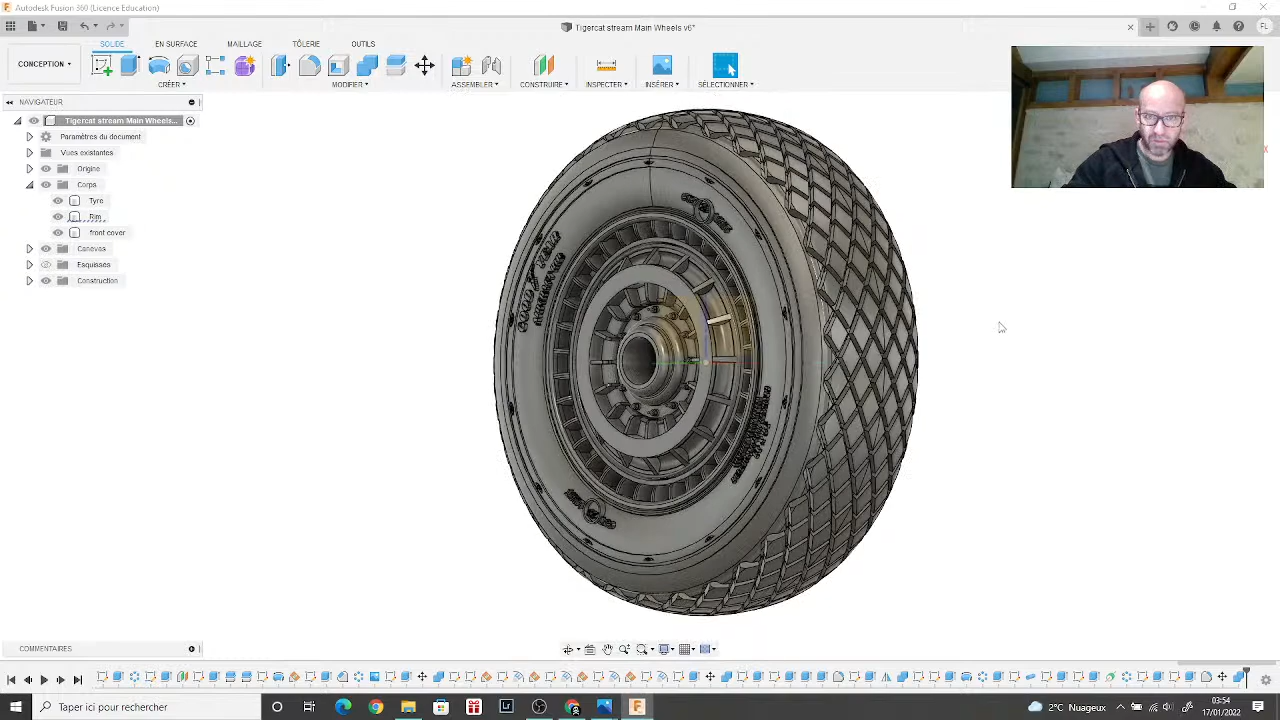 Autodesk Fusion 360 (Licence Education)
Tigercat stream Main Wheels v6*
FL
CONCEPTION
SOLIDE
EN SURFACE
MAILLAGE
TÔLERIE
OUTILS
CRÉER
MODIFIER
ASSEMBLER
CONSTRUIRE
INSPECTER
INSÉRER
SÉLECTIONNER
NAVIGATEUR
Tigercat stream Main Wheels...
Paramètres du document
Vues existantes
Origine
Corps
Tyre
Rim
front cover
Canevas
Esquisses
Construction
COMMENTAIRES
Taper ici pour rechercher
2°C Nuageux
03:54
17/01/2022